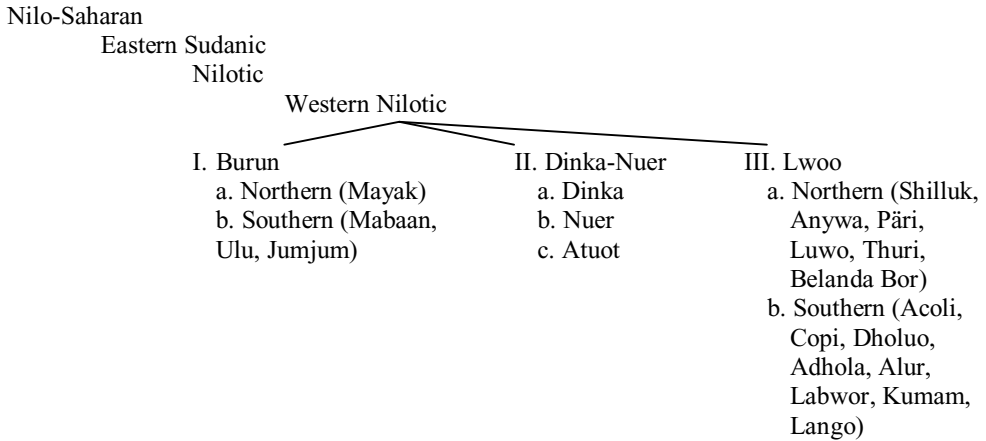 Nilo-Saharan
Eastern Sudanic
Nilotic
Western Nilotic
I. Burun
a. Northern (Mayak)
b. Southern (Mabaan,
Ulu, Jumjum)
II. Dinka-Nuer
a. Dinka
b. Nuer
c. Atuot
III. Lwoo
a. Northern (Shilluk,
Anywa, Päri,
Luwo, Thuri,
Belanda Bor)
b. Southern (Acoli,
Copi, Dholuo,
Adhola, Alur,
Labwor, Kumam,
Lango)